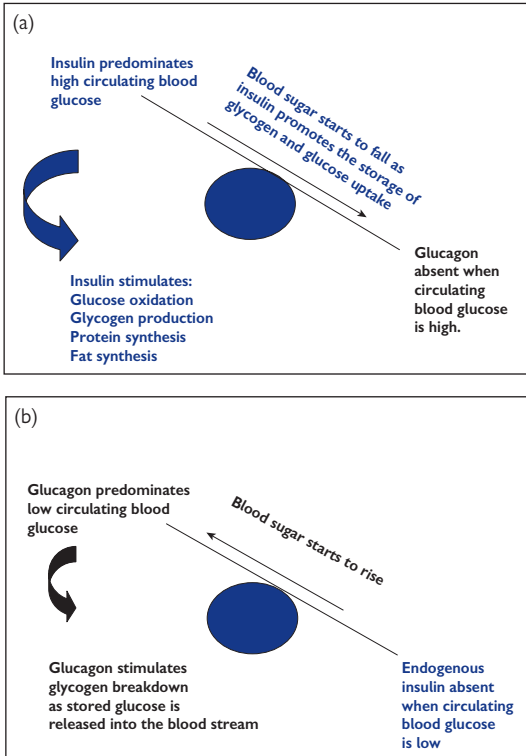 (a)
Insulin predominates
high circulating blood
glucose
Blood sugar starts to fall as
insulin promotes the storage of
glycogen and glucose uptake
Glucagon
absent when
circulating
blood glucose
is high.
Insulin stimulates:
Glucose oxidation
Glycogen production
Protein synthesis
Fat synthesis
(b)
Glucagon predominates
low circulating blood
glucose
Blood sugar starts to rise
Glucagon stimulates
glycogen breakdown
as stored glucose is
released into the blood stream
Endogenous
insulin absent
when circulating
blood glucose
is low